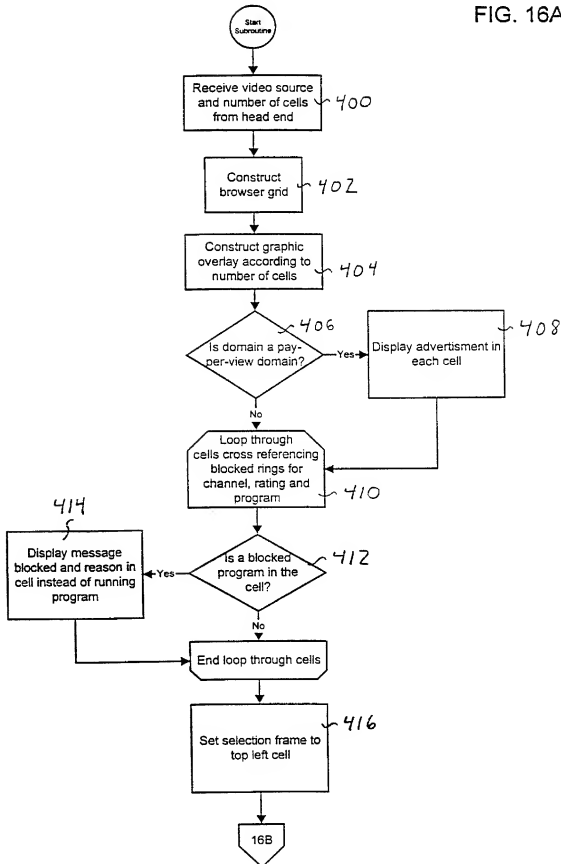 FIG. 16A
Start
Subroutine
Receive video source
and number of cells
from head end
400
Construct
browser grid
402
Construct graphic
overlay according to
number of cells
404
406
Is domain a pay-
per-view domain?
Yes
Display advertisment in
each cell
408
No
Loop through
cells cross referencing
blocked rings for
channel, rating and
program
410
414
Display message
blocked and reason in
cell instead of running
program
Yes
Is a blocked
program in the
cell?
412
No
End loop through cells
Set selection frame to
top left cell
416
16B